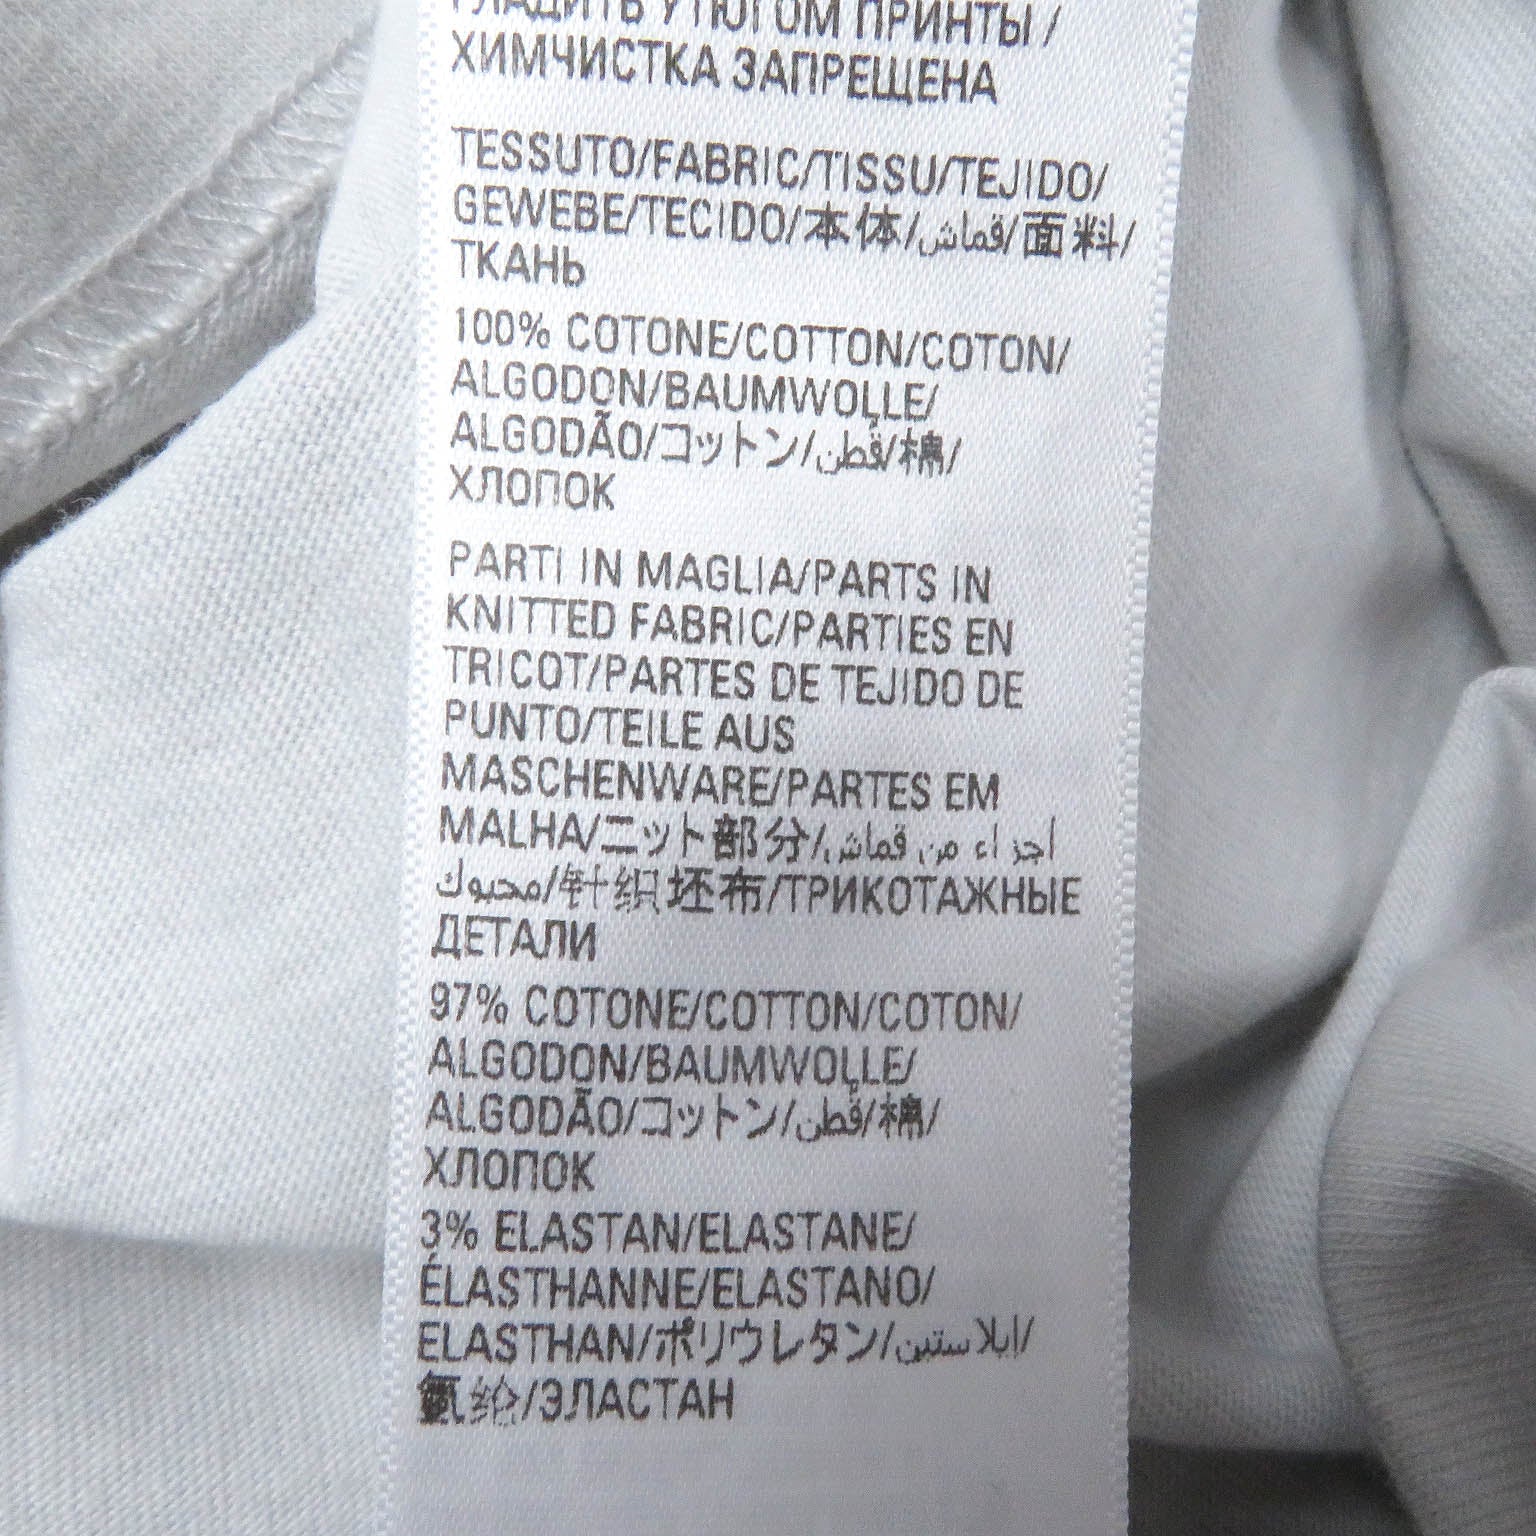 ГЛАДИТЬ УТЮГОМ ПРИНТЫ/
ХИМЧИСТКА ЗАПРЕЩЕНА
TESSUTO/FABRIC/TISSU/TEJIDO/
GEWEBE/TECIDO/本体/قماش/面料/
ТКАНЬ
100% COTONE/COTTON/COTON/
ALGODON/BAUMWOLLE/
ALGODÃO/コットン/قطن/棉/
ХЛОПОК
PARTI IN MAGLIA/PARTS IN
KNITTED FABRIC/PARTIES EN
TRICOT/PARTES DE TEJIDO DE
PUNTO/TEILE AUS
MASCHENWARE/PARTES EM
MALHA/ニット部分/أجزاء من قماش
محبوك/针织坯布/ТРИКОТАЖНЫЕ
ДЕТАЛИ
97% COTONE/COTTON/COTON/
ALGODON/BAUMWOLLE/
ALGODÃO/コットン/قطن/棉/
ХЛОПОК
3% ELASTAN/ELASTANE/
ÉLASTHANNE/ELASTANO/
ELASTHAN/ポリウレタン/إيلاستين/
氨纶/ЭЛАСТАН